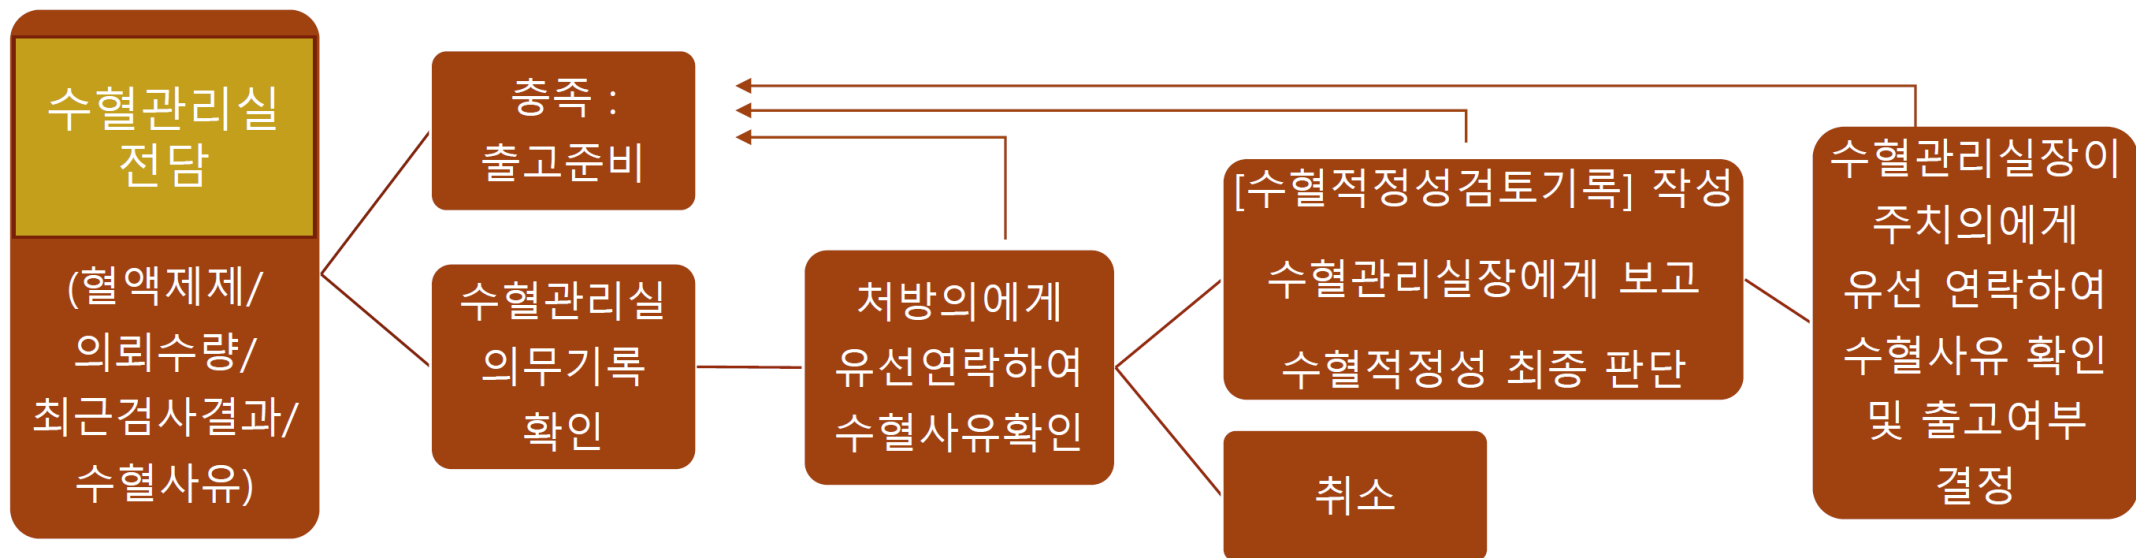 수혈관리실
전담
(혈액제제/
의뢰수량/
최근검사결과/
수혈사유)
충족 :
출고준비
수혈관리실
의무기록
확인
처방의에게
유선연락하여
수혈사유확인
[수혈적정성검토기록] 작성
수혈관리실장에게 보고
수혈적정성 최종 판단
취소
수혈관리실장이
주치의에게
유선 연락하여
수혈사유 확인
및 출고여부
결정